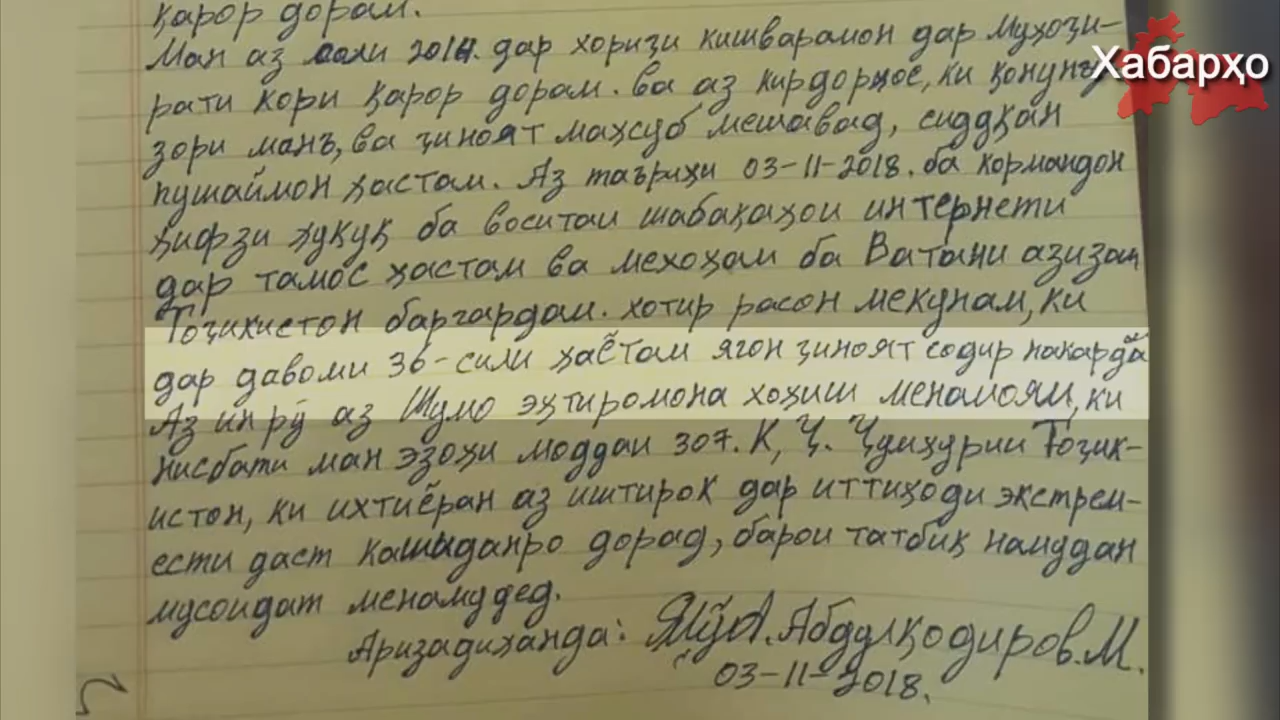 қарор дорам.
Хабарҳо
Ман аз соли 2014. дар хориҷи кишварамон дар Муҳоҷи-
рати кори қарор дорам. ва аз кирдорҳое, ки қонунгу
зори манъ, ва ҷиноят маҳсуб мешавад, сиддқан
пушаймон ҳастам. Аз таърихи 03-11-2018. ба кормандон
ҳифзи ҳуқуқ ба воситаи шабакаҳои интернети
дар тамос ҳастам ва мехоҳам ба Ватани азизам
Тоҷикистон баргардам. хотир расон мекунам, ки
дар давоми 36-сили ҳаётам ягон ҷиноят содир накарда
Аз ин рӯ аз Шумо эҳтиромона хоҳиш менамоям, ки
нисбати ман эзоҳи моддаи 307. К, Ҷ. Ҷумҳурии Тоҷик-
истон, ки ихтиёран аз иштирок дар иттиҳоди экстрем-
ести даст кашиданро дорад, барои татбиқ намуддан
мусоидат менамудед.
Аризадиҳанда: Абдулқодиров.М.
03-11-2018.